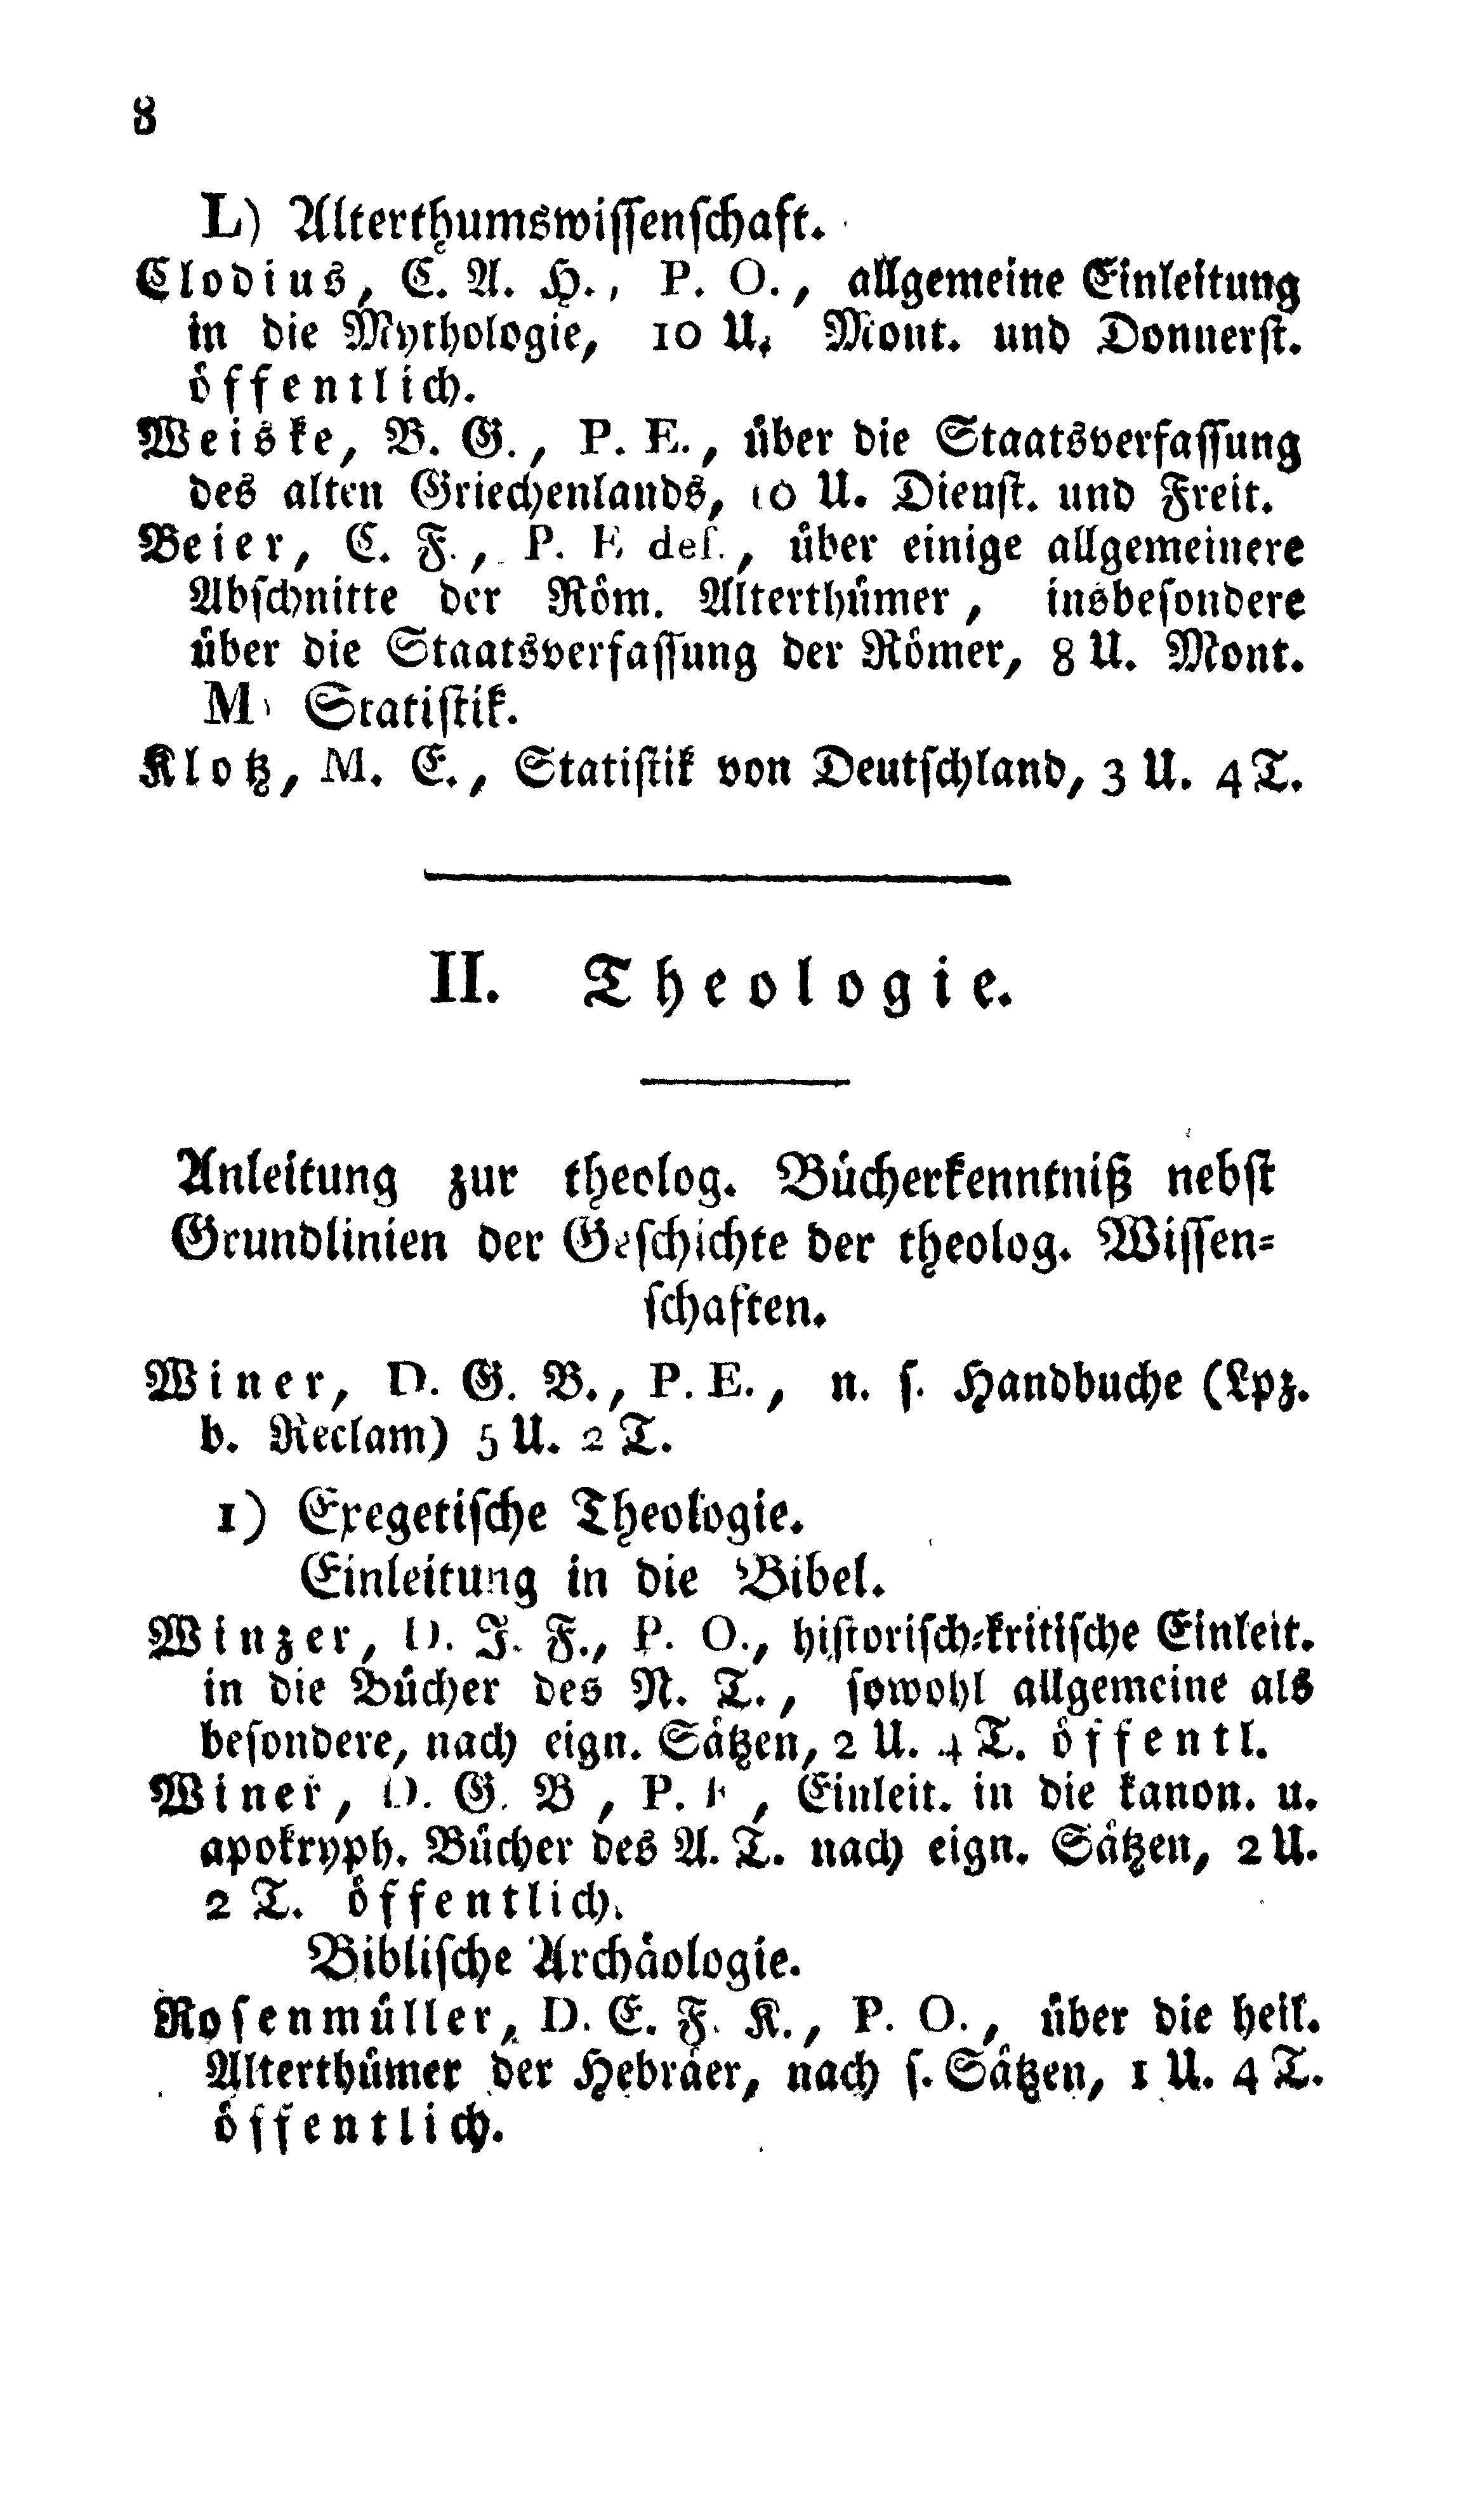 8
L) Alterthumswissenschaft.
Clodius, C. A. H., P. O., allgemeine Einleitung
in die Mythologie, 10 U. Mont. und Donnerst.
öffentlich.
Weiske, B. G., P. E., über die Staatsverfassung
des alten Griechenlands, 10 U. Dienst. und Freit.
Beier, C. F., P. E des., über einige allgemeinere
Abschnitte der Röm. Alterthümer, insbesondere
über die Staatsverfassung der Römer, 8 U. Mont.
M) Statistik.
Klotz, M. E., Statistik von Deutschland, 3 U. 4 T.
II. Theologie.
Anleitung zur theolog. Bücherkenntniß nebst
Grundlinien der Geschichte der theolog. Wissen=
schaften.
Winer, D. G. B., P. E., n. s. Handbuche (Lpz.
b. Reclam) 5 U. 2 T.
1) Exegetische Theologie.
Einleitung in die Bibel.
Winzer, D. J. F., P. O., historisch=kritische Einleit.
in die Bücher des N. T., sowohl allgemeine als
besondere, nach eign. Sätzen, 2 U. 4 T. öffentl.
Winer, D. G. B, P. E, Einleit. in die kanon. u.
apokryph. Bücher des A. T. nach eign. Sätzen, 2 U.
2 T. öffentlich.
Biblische Archäologie.
Rosenmüller, D. E. F. K., P. O., über die heil.
Alterthümer der Hebräer, nach s. Sätzen, 1 U. 4 T.
öffentlich.